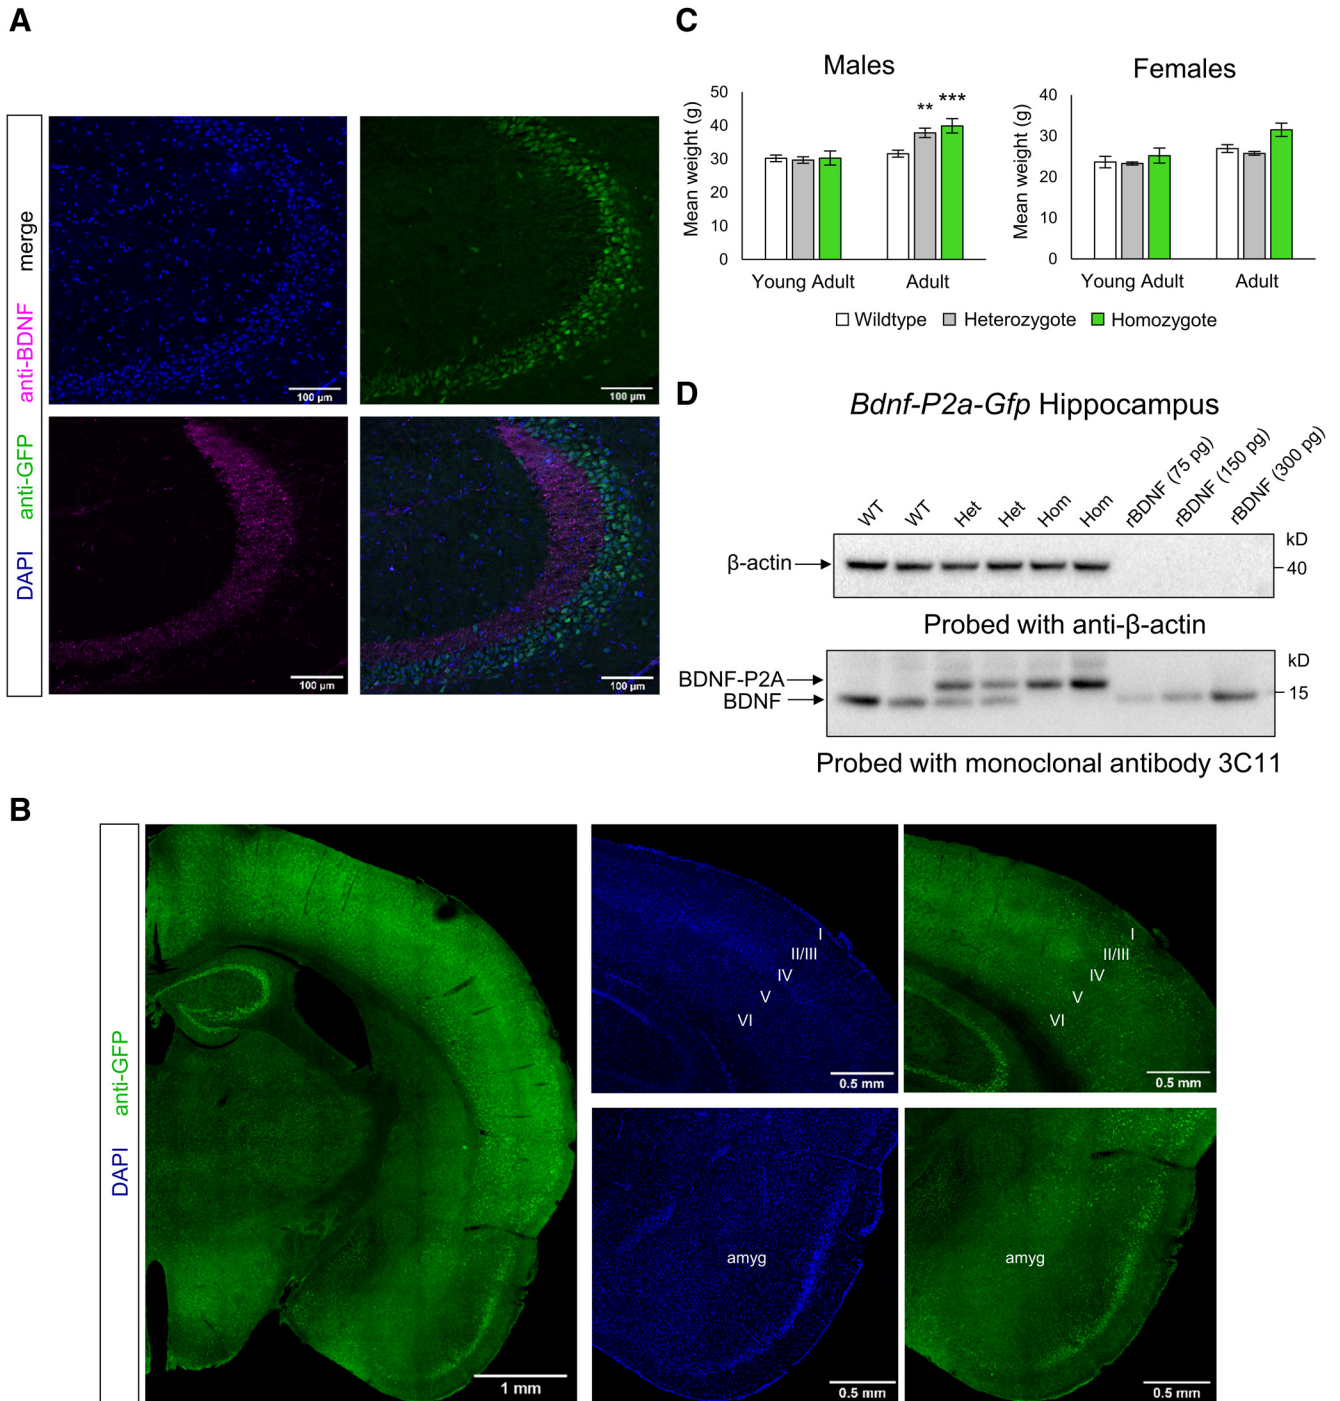 A
DAPI anti-GFP anti-BDNF merge
100 µm
100 µm
100 µm
100 µm
C
Males
Mean weight (g)
50
40
30
20
10
0
** ***
Young Adult Adult
Females
Mean weight (g)
40
30
20
10
0
Young Adult Adult
Wildtype Heterozygote Homozygote
D
Bdnf-P2a-Gfp Hippocampus
WT WT Het Het Hom Hom rBDNF (75 pg) rBDNF (150 pg) rBDNF (300 pg)
kD
β-actin
40
Probed with anti-β-actin
kD
BDNF-P2A
15
BDNF
Probed with monoclonal antibody 3C11
B
DAPI anti-GFP
1 mm
I
II/III
IV
V
VI
0.5 mm
I
II/III
IV
V
VI
0.5 mm
amyg
0.5 mm
amyg
0.5 mm